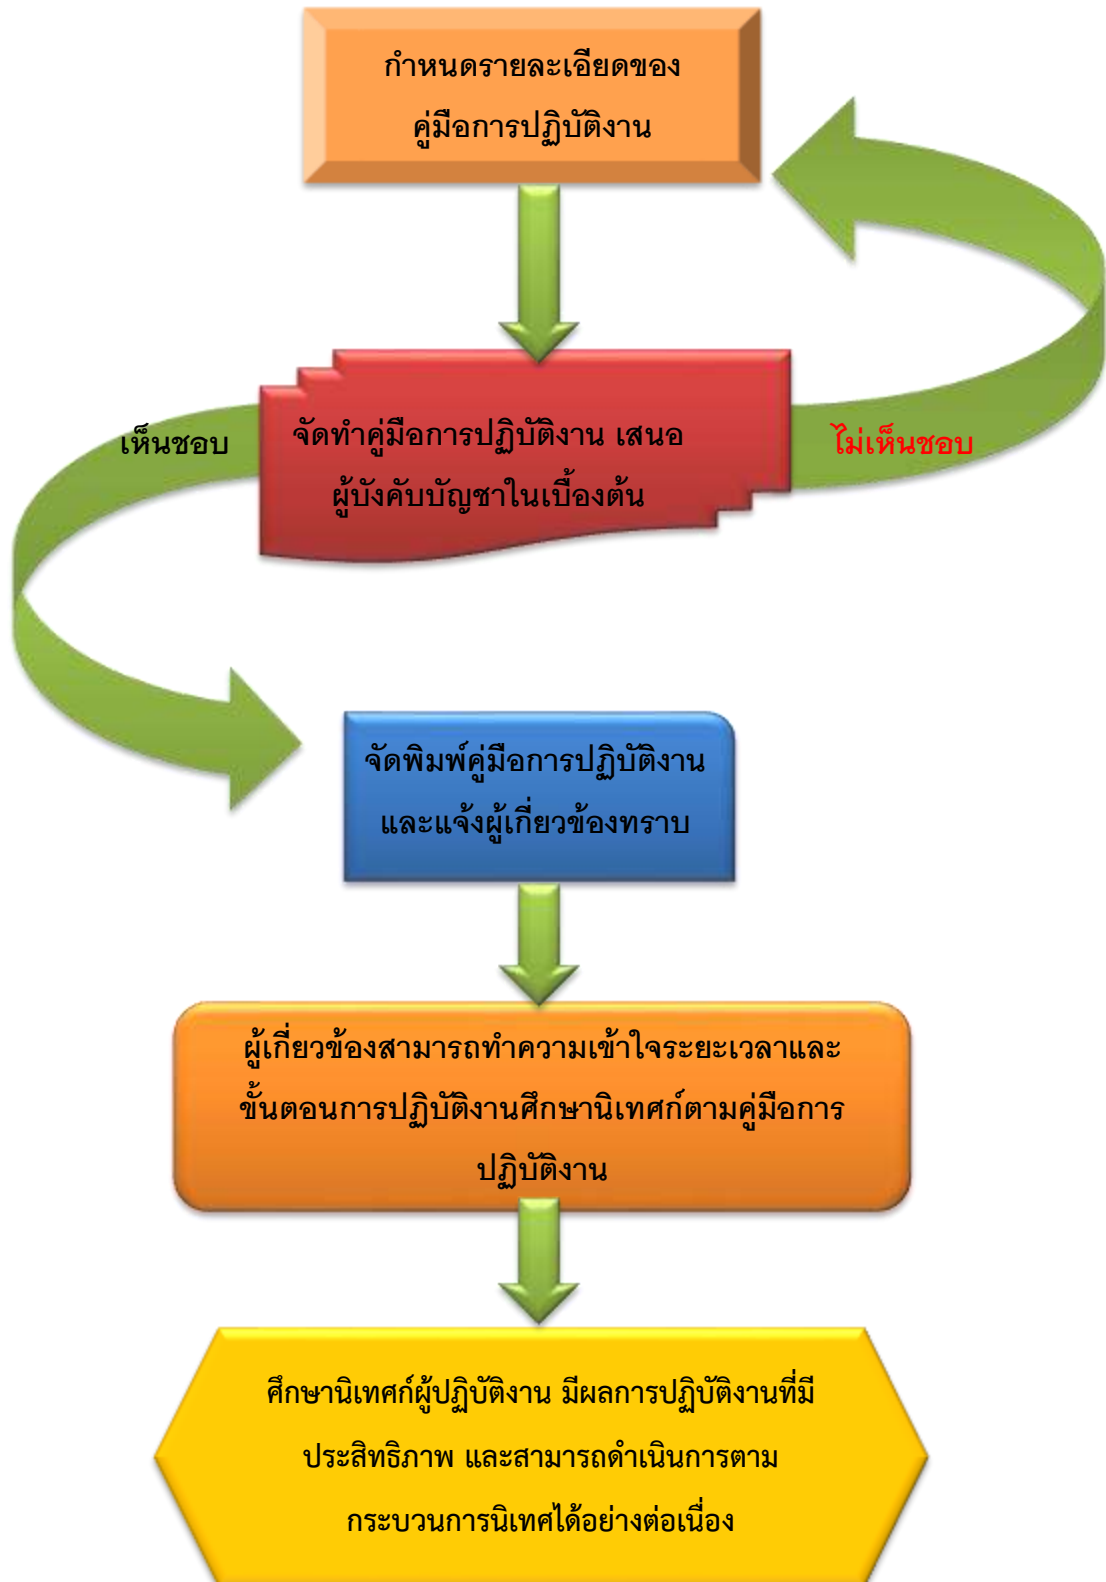 กำหนดรายละเอียดของ
คู่มือการปฏิบัติงาน
จัดทำคู่มือการปฏิบัติงาน เสนอ
ผู้บังคับบัญชาในเบื้องต้น
เห็นชอบ
ไม่เห็นชอบ
จัดพิมพ์คู่มือการปฏิบัติงาน
และแจ้งผู้เกี่ยวข้องทราบ
ผู้เกี่ยวข้องสามารถทำความเข้าใจระยะเวลาและ
ขั้นตอนการปฏิบัติงานศึกษานิเทศก์ตามคู่มือการ
ปฏิบัติงาน
ศึกษานิเทศก์ผู้ปฏิบัติงาน มีผลการปฏิบัติงานที่มี
ประสิทธิภาพ และสามารถดำเนินการตาม
กระบวนการนิเทศได้อย่างต่อเนื่อง